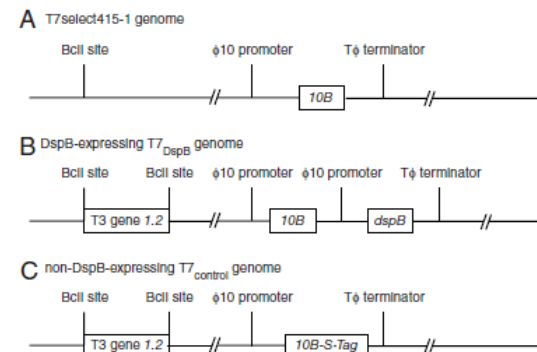 A T7select415-1 genome
BclI site ϕ10 promoter Tϕ terminator
10B
B DspB-expressing T7DspB genome
BclI site BclI site ϕ10 promoter ϕ10 promoter Tϕ terminator
T3 gene 1.2 10B dspB
C non-DspB-expressing T7control genome
BclI site BclI site ϕ10 promoter Tϕ terminator
T3 gene 1.2 10B-S-Tag